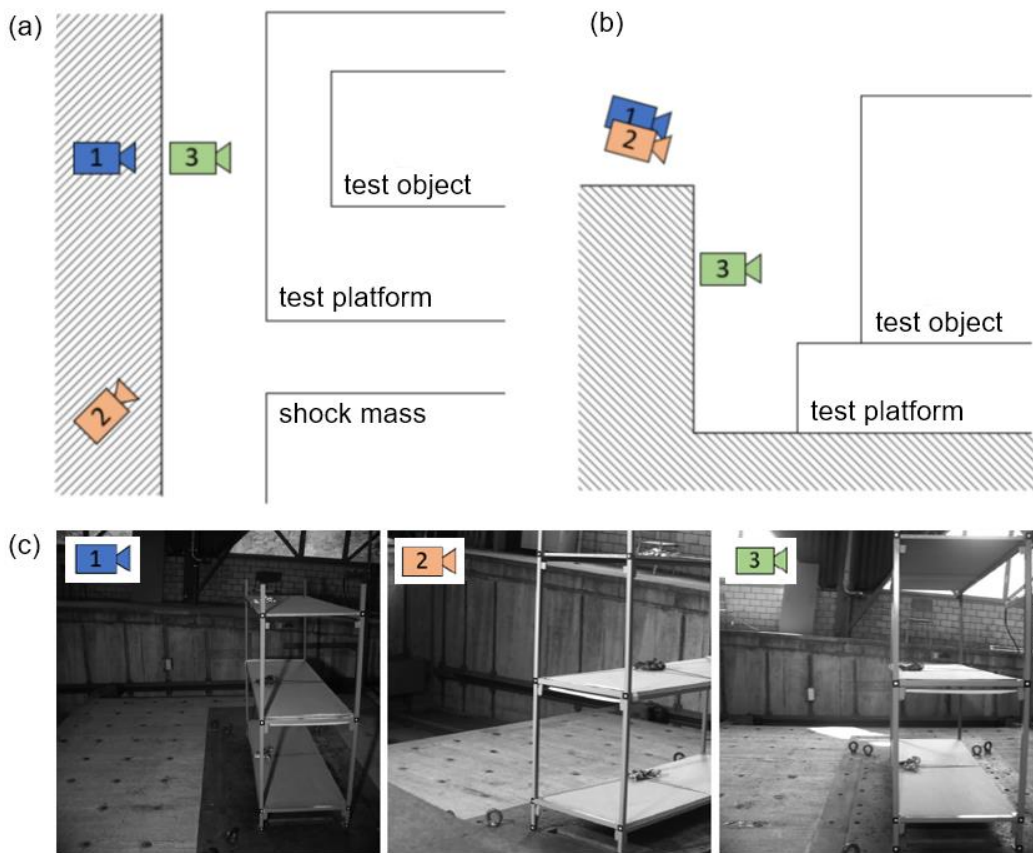 (a)
1
3
test object
test platform
2
shock mass
(b)
1
2
3
test object
test platform
(c)
1
2
3